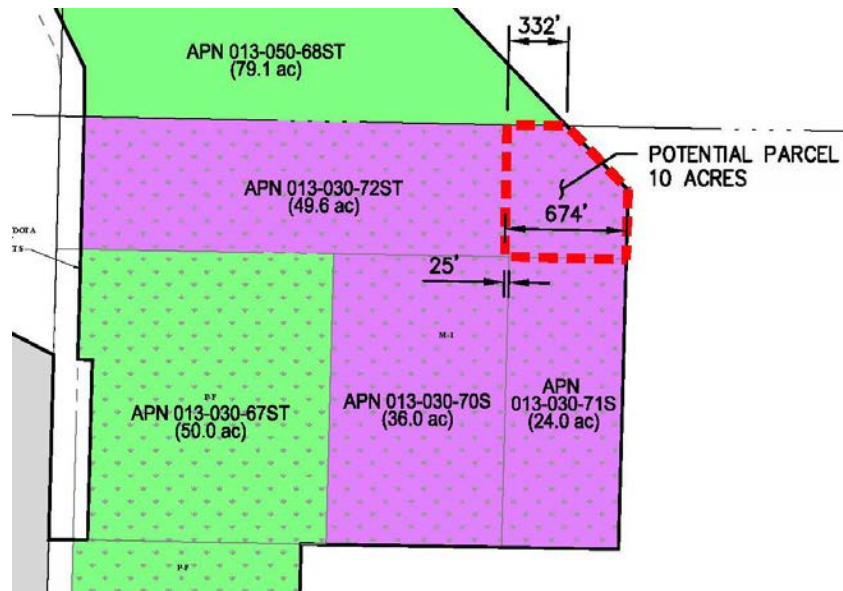 332'
APN 013-050-68ST
(79.1 ac)
POTENTIAL PARCEL
10 ACRES
APN 013-030-72ST
(49.6 ac)
674'
25'
M-1
P-F
APN 013-030-67ST
(50.0 ac)
APN 013-030-70S
(36.0 ac)
APN
013-030-71S
(24.0 ac)
P-F